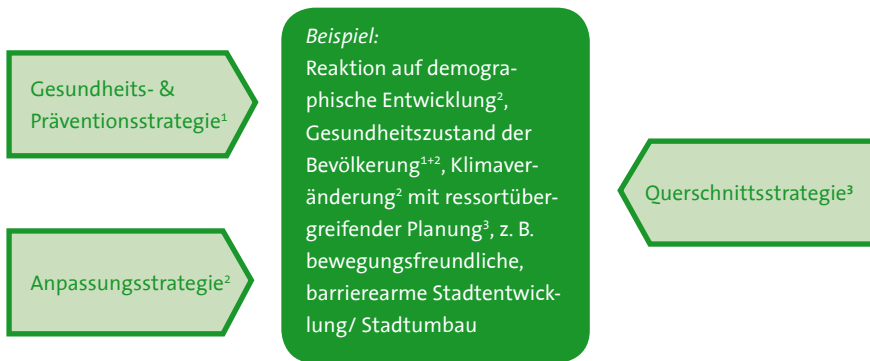 Gesundheits- &
Präventionsstrategie¹
Anpassungsstrategie²
Beispiel:
Reaktion auf demogra-
phische Entwicklung²,
Gesundheitszustand der
Bevölkerung¹⁺², Klimaver-
änderung² mit ressortüber-
greifender Planung³, z. B.
bewegungsfreundliche,
barrierearme Stadtentwick-
lung/ Stadtumbau
Querschnittsstrategie³